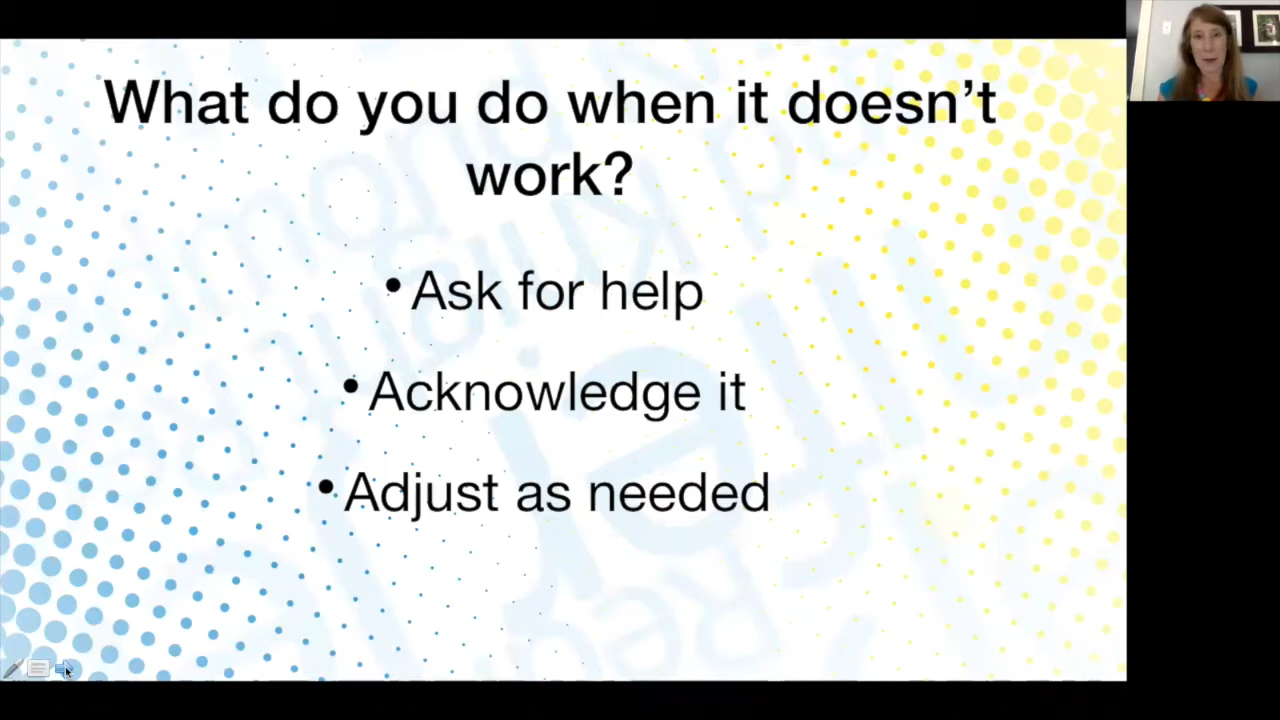 What do you do when it doesn’t
work?
•Ask for help
•Acknowledge it
•Adjust as needed